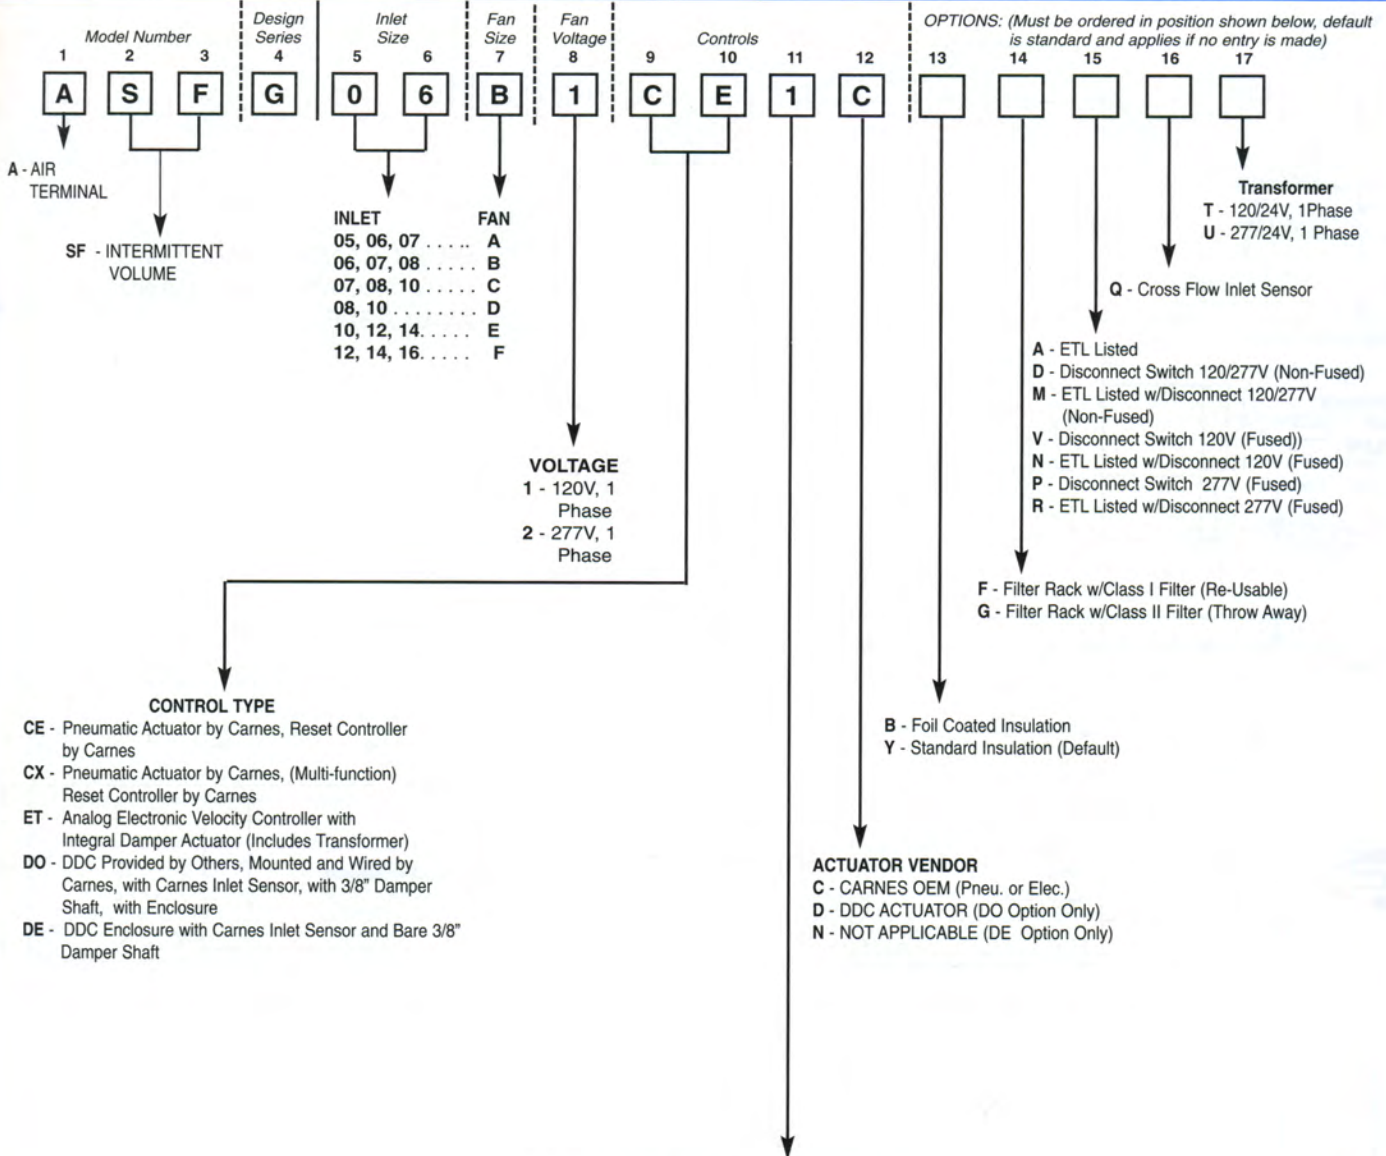 Model Number
Design
Series
Inlet
Size
Fan
Size
Fan
Voltage
Controls
OPTIONS: (Must be ordered in position shown below, default
is standard and applies if no entry is made)
1 2 3 4 5 6 7 8 9 10 11 12 13 14 15 16 17
A S F G 0 6 B 1 C E 1 C
A - AIR
TERMINAL
SF - INTERMITTENT
VOLUME
INLET FAN
05, 06, 07 . . . . . A
06, 07, 08 . . . . . B
07, 08, 10 . . . . . C
08, 10 . . . . . . . . D
10, 12, 14. . . . . E
12, 14, 16. . . . . F
VOLTAGE
1 - 120V, 1
Phase
2 - 277V, 1
Phase
Transformer
T - 120/24V, 1Phase
U - 277/24V, 1 Phase
Q - Cross Flow Inlet Sensor
A - ETL Listed
D - Disconnect Switch 120/277V (Non-Fused)
M - ETL Listed w/Disconnect 120/277V
(Non-Fused)
V - Disconnect Switch 120V (Fused))
N - ETL Listed w/Disconnect 120V (Fused)
P - Disconnect Switch 277V (Fused)
R - ETL Listed w/Disconnect 277V (Fused)
F - Filter Rack w/Class I Filter (Re-Usable)
G - Filter Rack w/Class II Filter (Throw Away)
B - Foil Coated Insulation
Y - Standard Insulation (Default)
CONTROL TYPE
CE - Pneumatic Actuator by Carnes, Reset Controller
by Carnes
CX - Pneumatic Actuator by Carnes, (Multi-function)
Reset Controller by Carnes
ET - Analog Electronic Velocity Controller with
Integral Damper Actuator (Includes Transformer)
DO - DDC Provided by Others, Mounted and Wired by
Carnes, with Carnes Inlet Sensor, with 3/8" Damper
Shaft, with Enclosure
DE - DDC Enclosure with Carnes Inlet Sensor and Bare 3/8"
Damper Shaft
ACTUATOR VENDOR
C - CARNES OEM (Pneu. or Elec.)
D - DDC ACTUATOR (DO Option Only)
N - NOT APPLICABLE (DE Option Only)